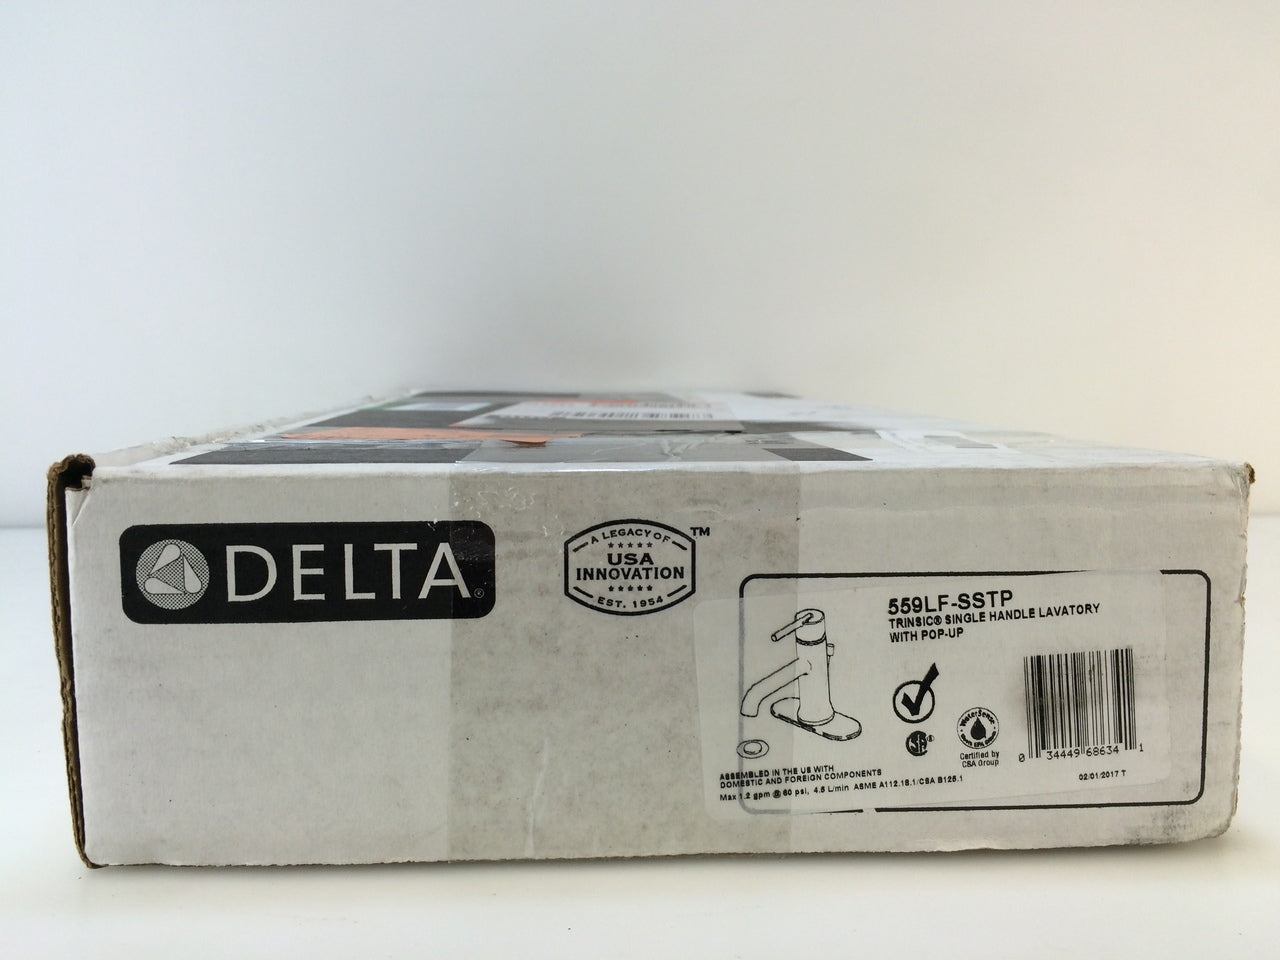 DELTA®
A LEGACY OF
USA
INNOVATION
EST. 1954
TM
559LF-SSTP
TRINSIC® SINGLE HANDLE LAVATORY
WITH POP-UP
WaterSense
Certified by
CSA Group
0 34449 68634 1
02/01/2017 T
ASSEMBLED IN THE US WITH
DOMESTIC AND FOREIGN COMPONENTS
Max 1.2 gpm @ 60 psi, 4.5 L/min ASME A112.18.1/CSA B125.1